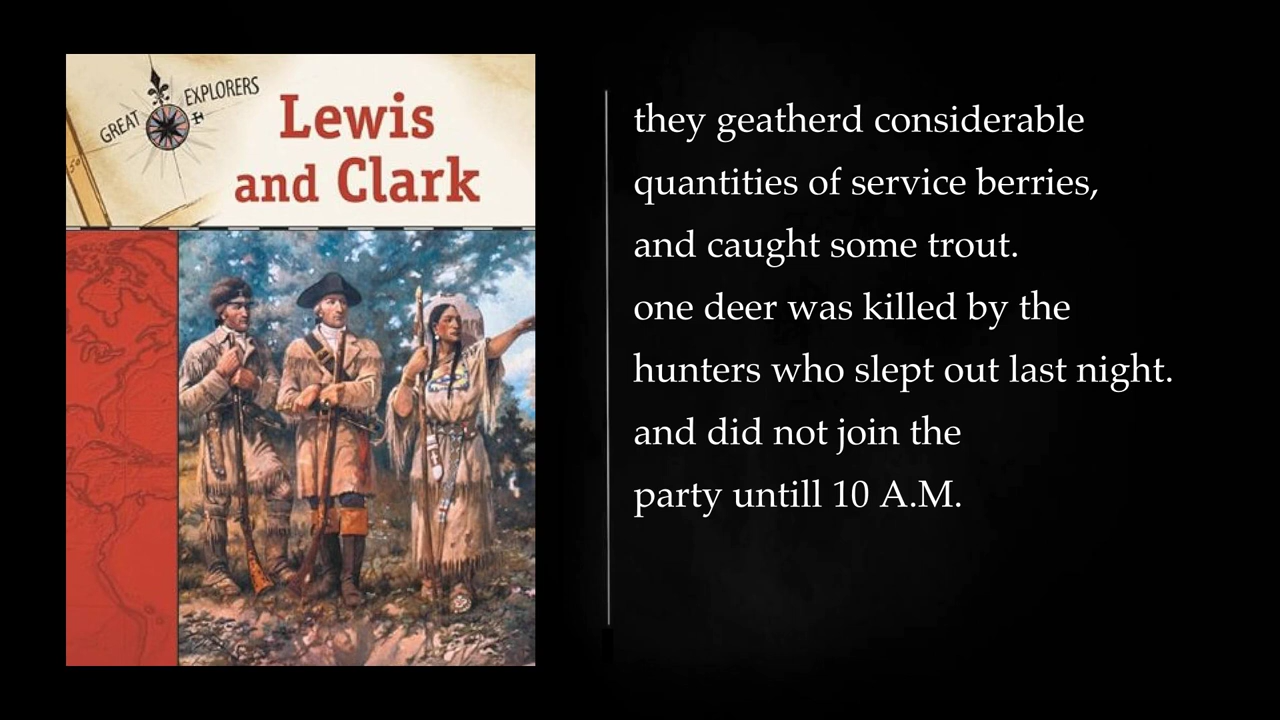 GREAT EXPLORERS
Lewis
and Clark
50
they geatherd considerable
quantities of service berries,
and caught some trout.
one deer was killed by the
hunters who slept out last night.
and did not join the
party untill 10 A.M.